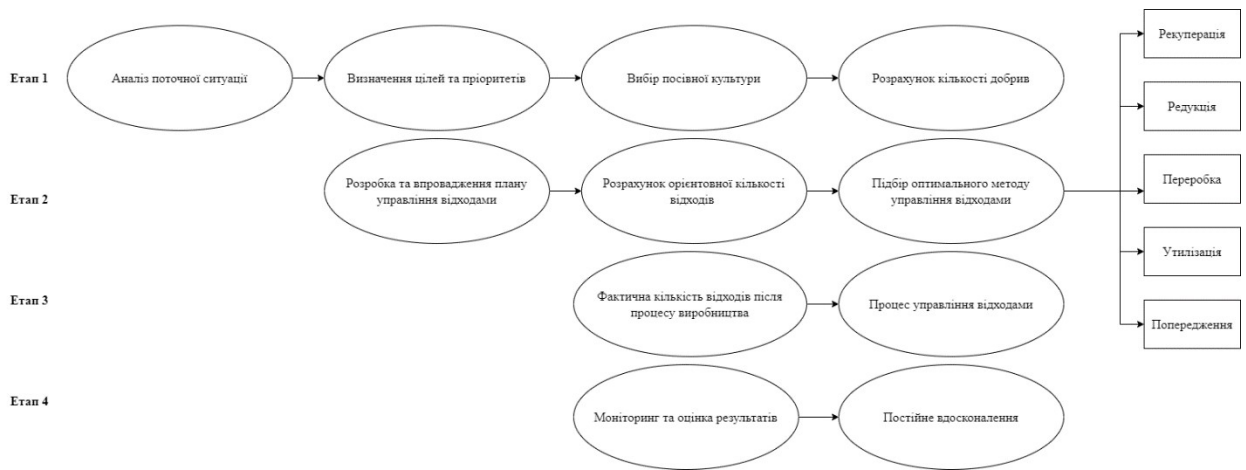 Етап 1
Аналіз поточної ситуації
Визначення цілей та пріоритетів
Вибір посівної культури
Розрахунок кількості добрив
Етап 2
Розробка та впровадження плану
управління відходами
Розрахунок орієнтовної кількості
відходів
Підбір оптимального методу
управління відходами
Рекуперація
Редукція
Переробка
Утилізація
Попередження
Етап 3
Фактична кількість відходів після
процесу виробництва
Процес управління відходами
Етап 4
Моніторинг та оцінка результатів
Постійне вдосконалення